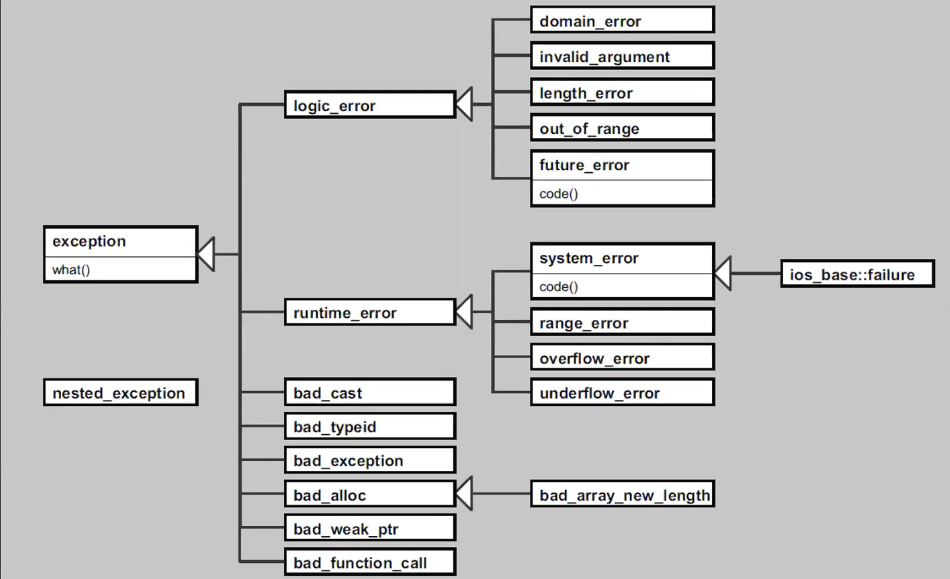 domain_error
invalid_argument
logic_error
length_error
out_of_range
future_error
code()
exception
what()
system_error
code()
ios_base::failure
runtime_error
range_error
overflow_error
nested_exception
bad_cast
underflow_error
bad_typeid
bad_exception
bad_alloc
bad_array_new_length
bad_weak_ptr
bad_function_call